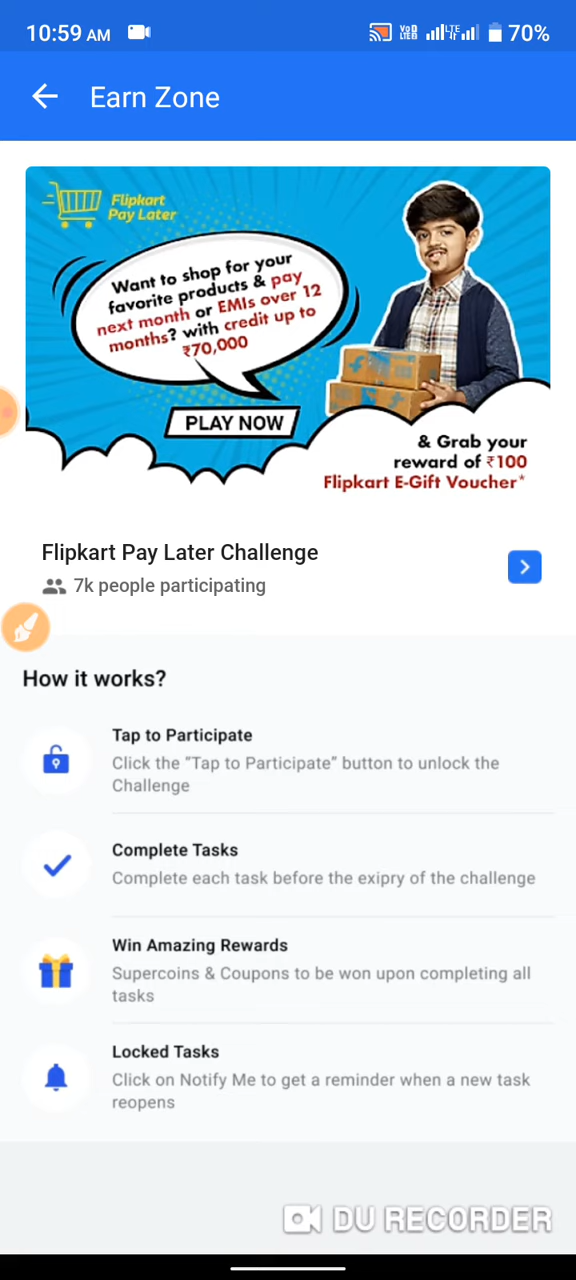 10:59 AM
VoD LTE 70%
Earn Zone
Flipkart
Pay Later
Want to shop for your
favorite products & pay
next month or EMIs over 12
months? with credit up to
₹70,000
PLAY NOW
& Grab your
reward of ₹100
Flipkart E-Gift Voucher*
Flipkart Pay Later Challenge
7k people participating
How it works?
Tap to Participate
Click the "Tap to Participate" button to unlock the
Challenge
Complete Tasks
Complete each task before the exipry of the challenge
Win Amazing Rewards
Supercoins & Coupons to be won upon completing all
tasks
Locked Tasks
Click on Notify Me to get a reminder when a new task
reopens
DU RECORDER